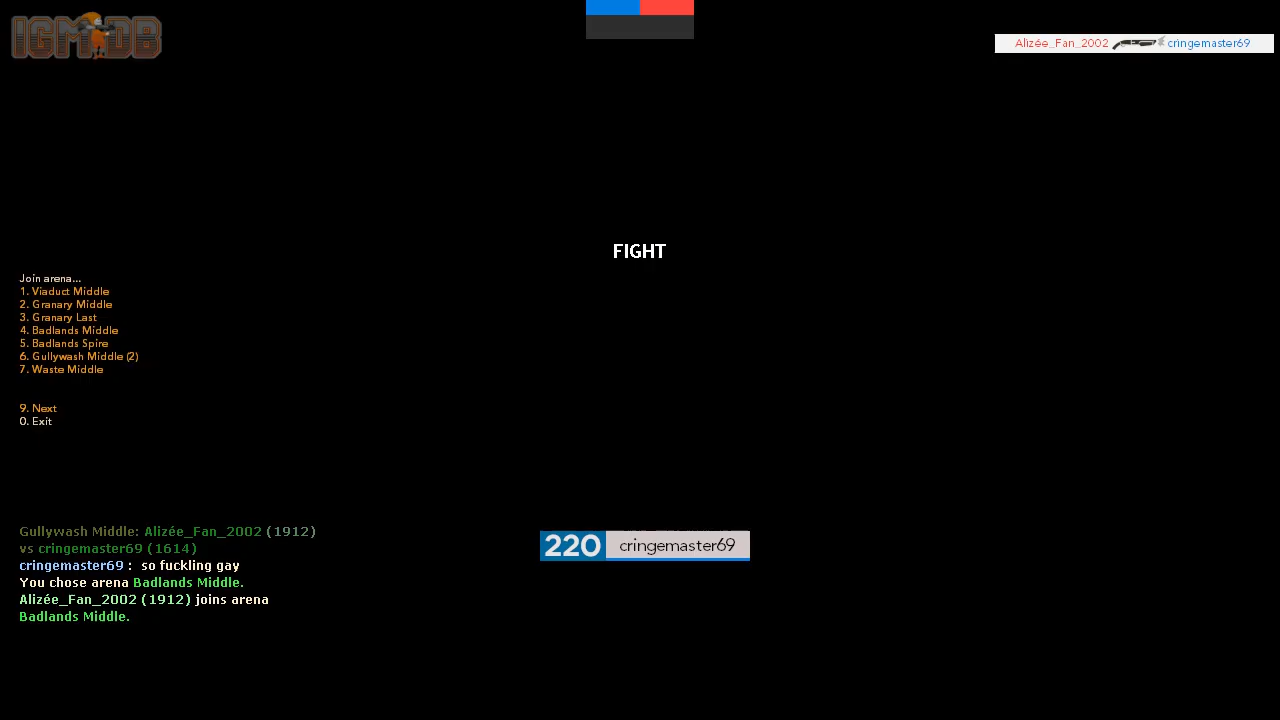 IGMDB
Alizée_Fan_2002 cringemaster69
FIGHT
Join arena...
1. Viaduct Middle
2. Granary Middle
3. Granary Last
4. Badlands Middle
5. Badlands Spire
6. Gullywash Middle (2)
7. Waste Middle
9. Next
0. Exit
Gullywash Middle: Alizée_Fan_2002 (1912)
vs cringemaster69 (1614)
cringemaster69 :  so fuckling gay
You chose arena Badlands Middle.
Alizée_Fan_2002 (1912) joins arena
Badlands Middle.
220 cringemaster69